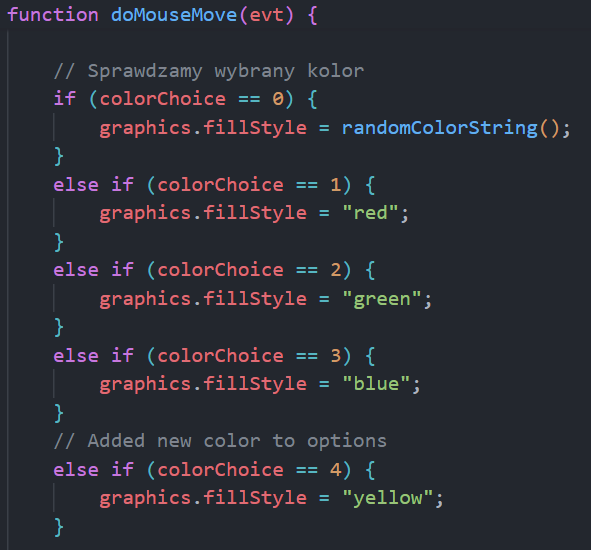 function doMouseMove(evt) {
// Sprawdzamy wybrany kolor
if (colorChoice == 0) {
graphics.fillStyle = randomColorString();
}
else if (colorChoice == 1) {
graphics.fillStyle = "red";
}
else if (colorChoice == 2) {
graphics.fillStyle = "green";
}
else if (colorChoice == 3) {
graphics.fillStyle = "blue";
}
// Added new color to options
else if (colorChoice == 4) {
graphics.fillStyle = "yellow";
}